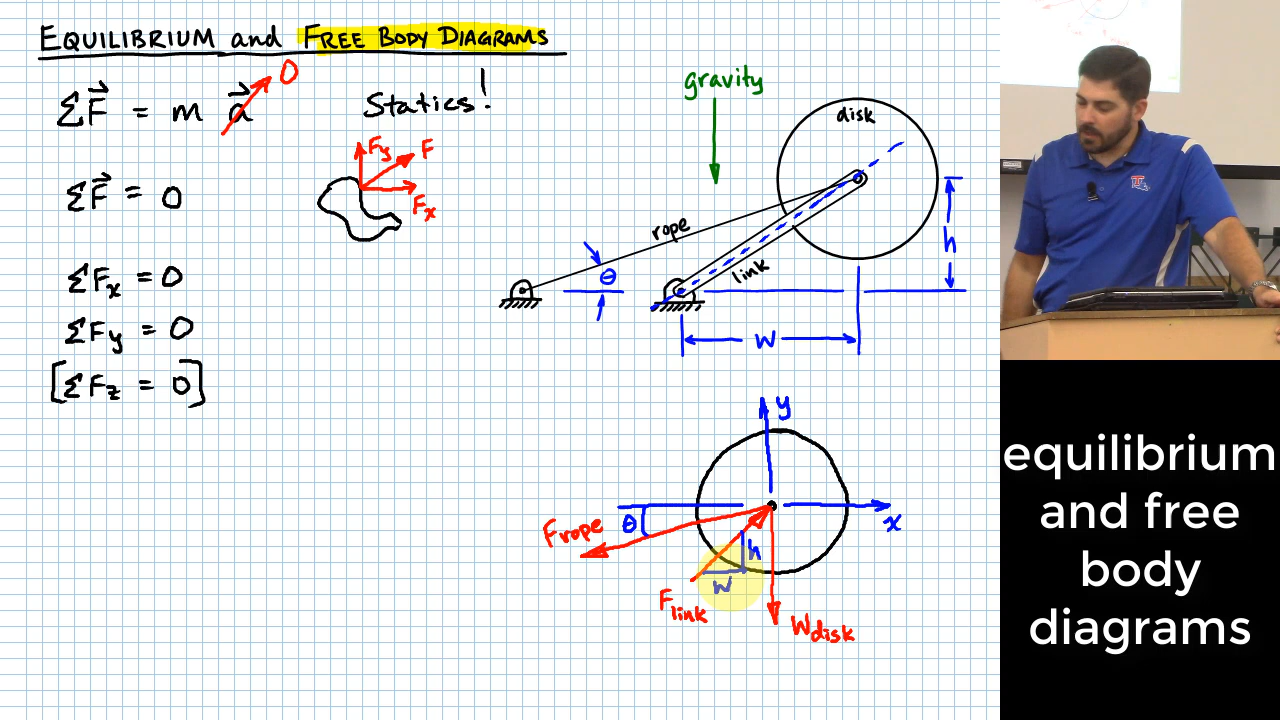 EQUILIBRIUM and FREE BODY DIAGRAMS
ΣF⃗ = m a⃗ 0
Statics!
ΣF⃗ = 0
Fy
F
Fx
ΣFx = 0
ΣFy = 0
[ΣFz = 0]
gravity
disk
rope
link
θ
h
w
y
x
θ
Frope
h
w
Flink
Wdisk
equilibrium
and free
body
diagrams